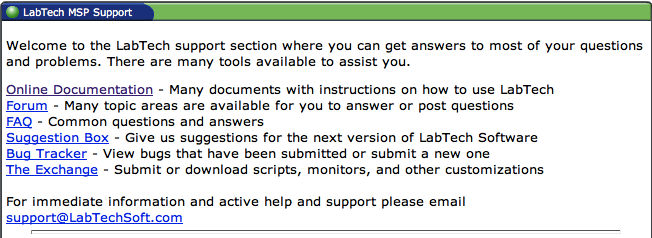 LabTech MSP Support
Welcome to the LabTech support section where you can get answers to most of your questions
and problems. There are many tools available to assist you.
Online Documentation - Many documents with instructions on how to use LabTech
Forum - Many topic areas are available for you to answer or post questions
FAQ - Common questions and answers
Suggestion Box - Give us suggestions for the next version of LabTech Software
Bug Tracker - View bugs that have been submitted or submit a new one
The Exchange - Submit or download scripts, monitors, and other customizations
For immediate information and active help and support please email
support@LabTechSoft.com